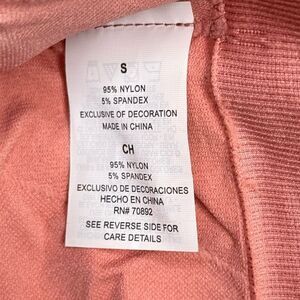 S
95% NYLON
5% SPANDEX
EXCLUSIVE OF DECORATION
MADE IN CHINA
CH
95% NYLON
5% SPANDEX
EXCLUSIVO DE DECORACIONES
HECHO EN CHINA
RN# 70892
SEE REVERSE SIDE FOR
CARE DETAILS